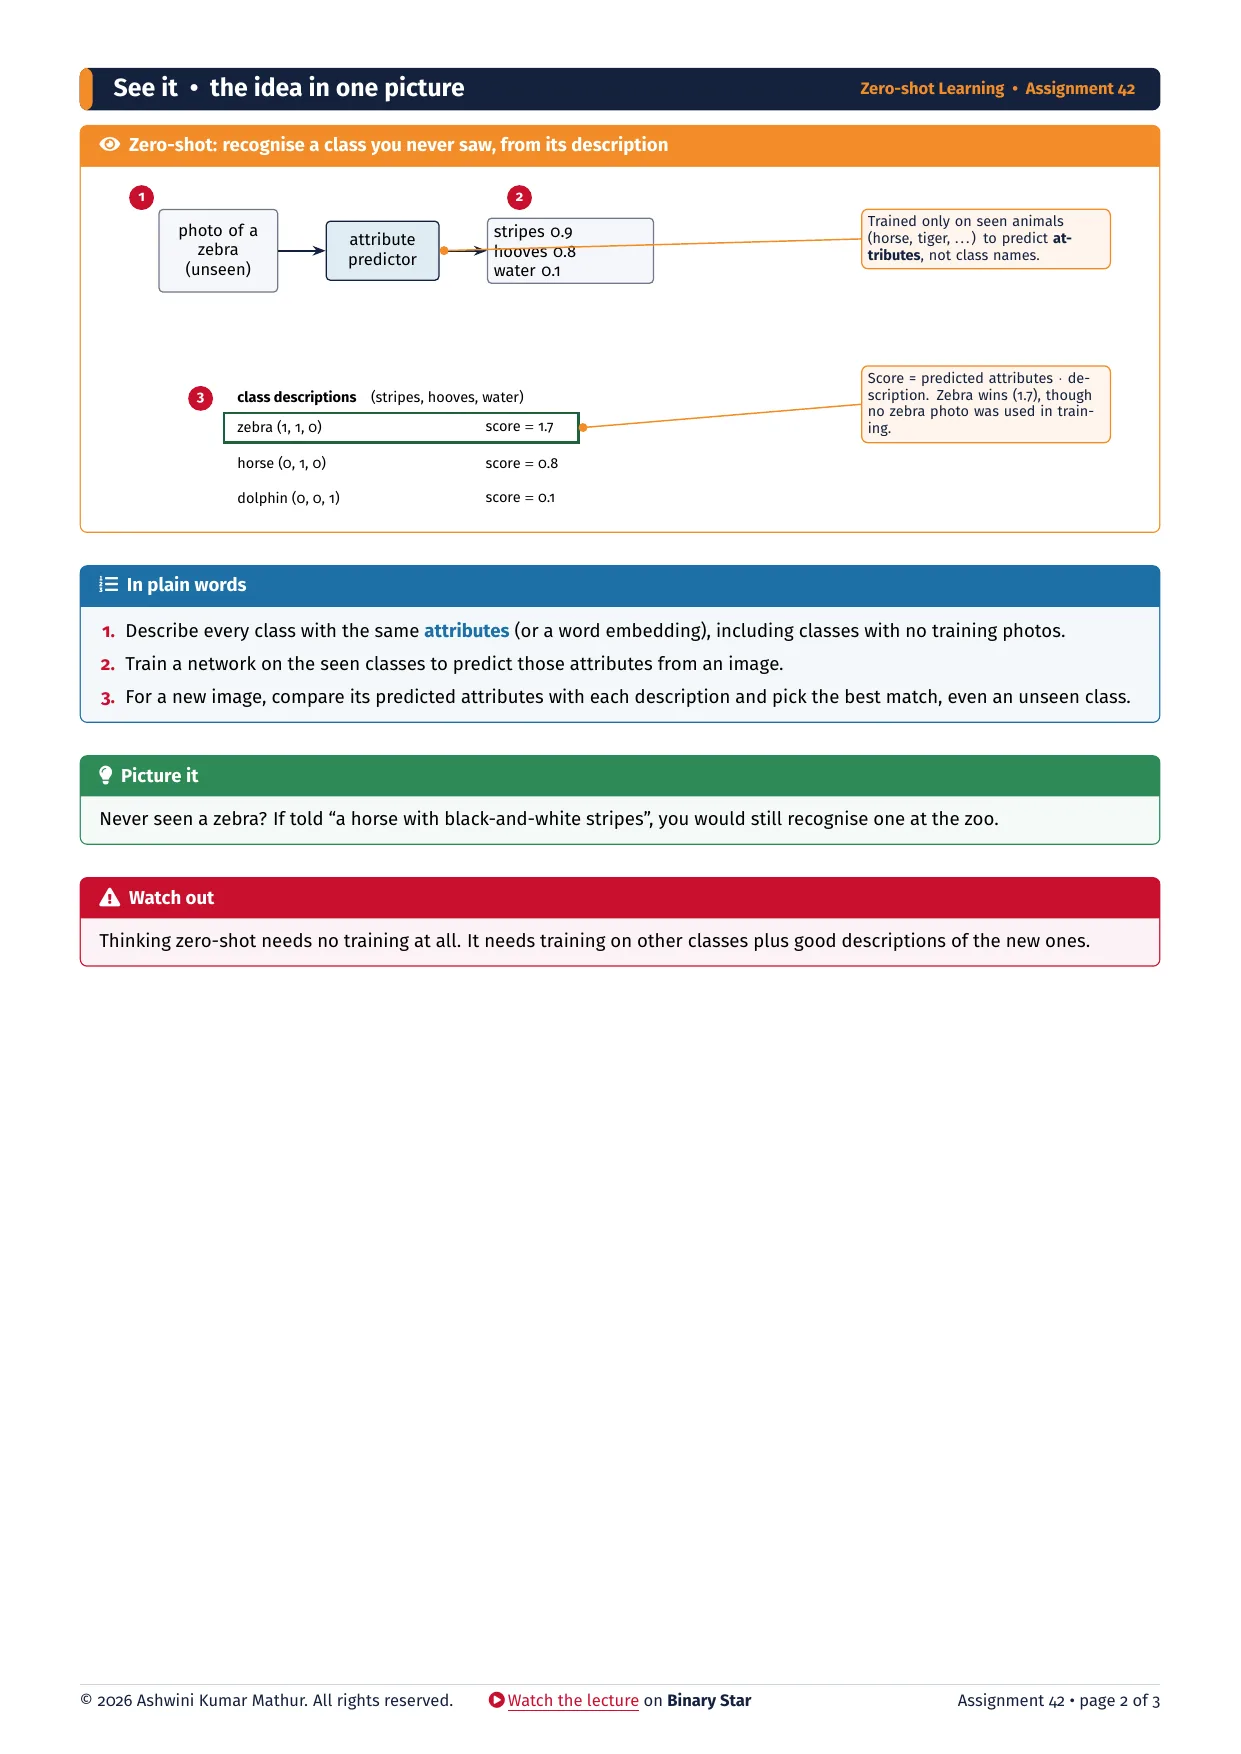 See it • the idea in one picture
Zero-shot Learning • Assignment 42
Zero-shot: recognise a class you never saw, from its description
1
photo of a
zebra
(unseen)
attribute
predictor
2
stripes 0.9
hooves 0.8
water 0.1
Trained only on seen animals
(horse, tiger, ...) to predict at-
tributes, not class names.
3
class descriptions (stripes, hooves, water)
zebra (1, 1, 0) score = 1.7
horse (0, 1, 0) score = 0.8
dolphin (0, 0, 1) score = 0.1
Score = predicted attributes · de-
scription. Zebra wins (1.7), though
no zebra photo was used in train-
ing.
In plain words
1. Describe every class with the same attributes (or a word embedding), including classes with no training photos.
2. Train a network on the seen classes to predict those attributes from an image.
3. For a new image, compare its predicted attributes with each description and pick the best match, even an unseen class.
Picture it
Never seen a zebra? If told “a horse with black-and-white stripes”, you would still recognise one at the zoo.
Watch out
Thinking zero-shot needs no training at all. It needs training on other classes plus good descriptions of the new ones.
© 2026 Ashwini Kumar Mathur. All rights reserved. Watch the lecture on Binary Star Assignment 42 • page 2 of 3